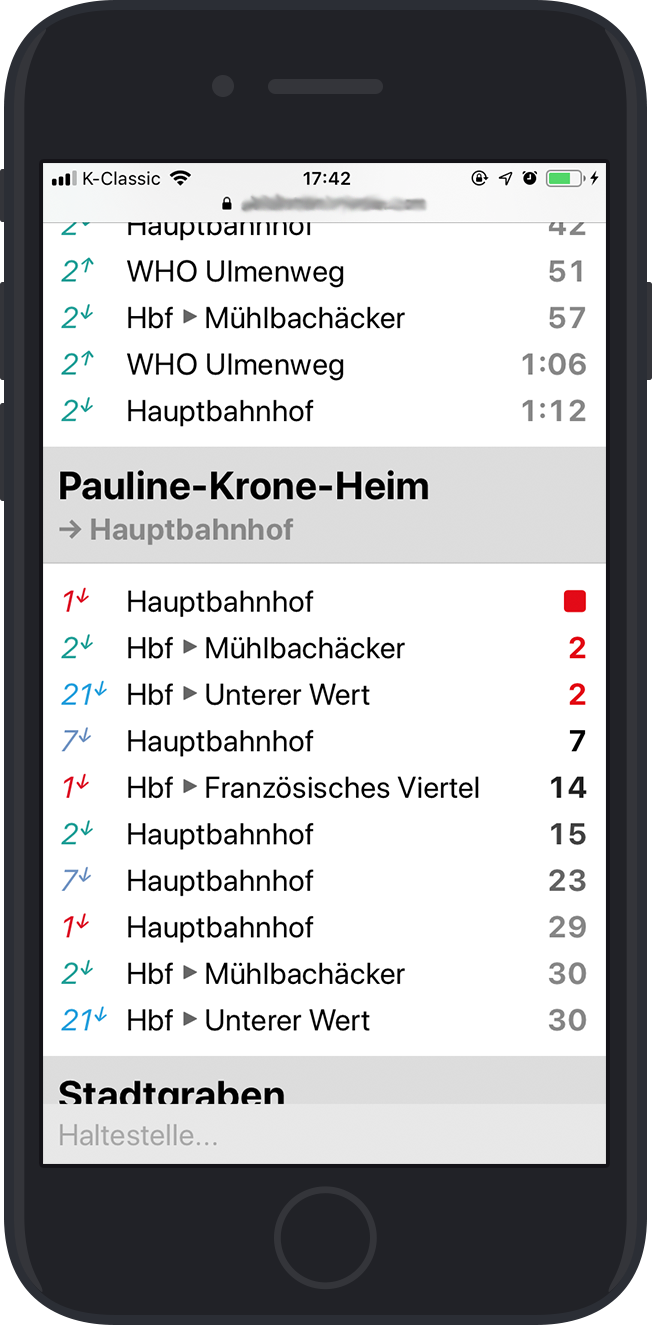 K-Classic 17:42
2↓ Hauptbahnhof 42
2↑ WHO Ulmenweg 51
2↓ Hbf ▸ Mühlbachäcker 57
2↑ WHO Ulmenweg 1:06
2↓ Hauptbahnhof 1:12
Pauline-Krone-Heim
→ Hauptbahnhof
1↓ Hauptbahnhof
2↓ Hbf ▸ Mühlbachäcker 2
21↓ Hbf ▸ Unterer Wert 2
7↓ Hauptbahnhof 7
1↓ Hbf ▸ Französisches Viertel 14
2↓ Hauptbahnhof 15
7↓ Hauptbahnhof 23
1↓ Hauptbahnhof 29
2↓ Hbf ▸ Mühlbachäcker 30
21↓ Hbf ▸ Unterer Wert 30
Stadtgraben
Haltestelle...